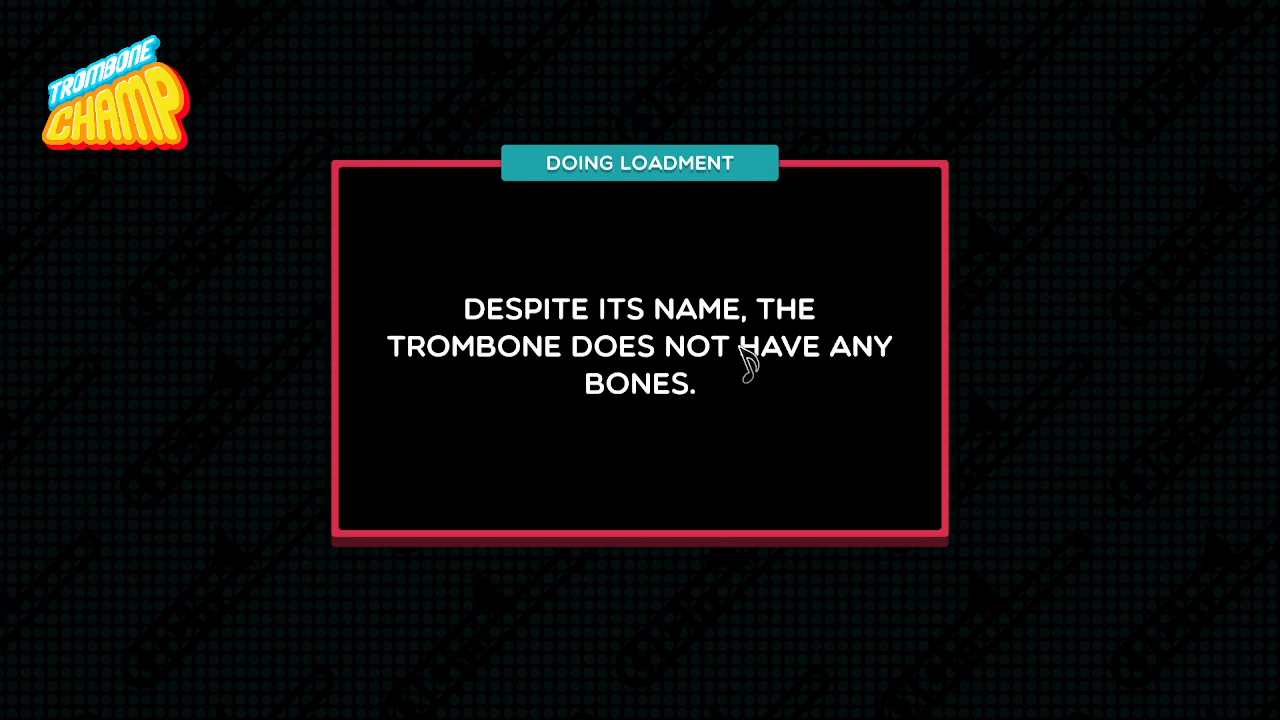 TROMBONE
CHAMP
DOING LOADMENT
DESPITE ITS NAME, THE
TROMBONE DOES NOT HAVE ANY
BONES.